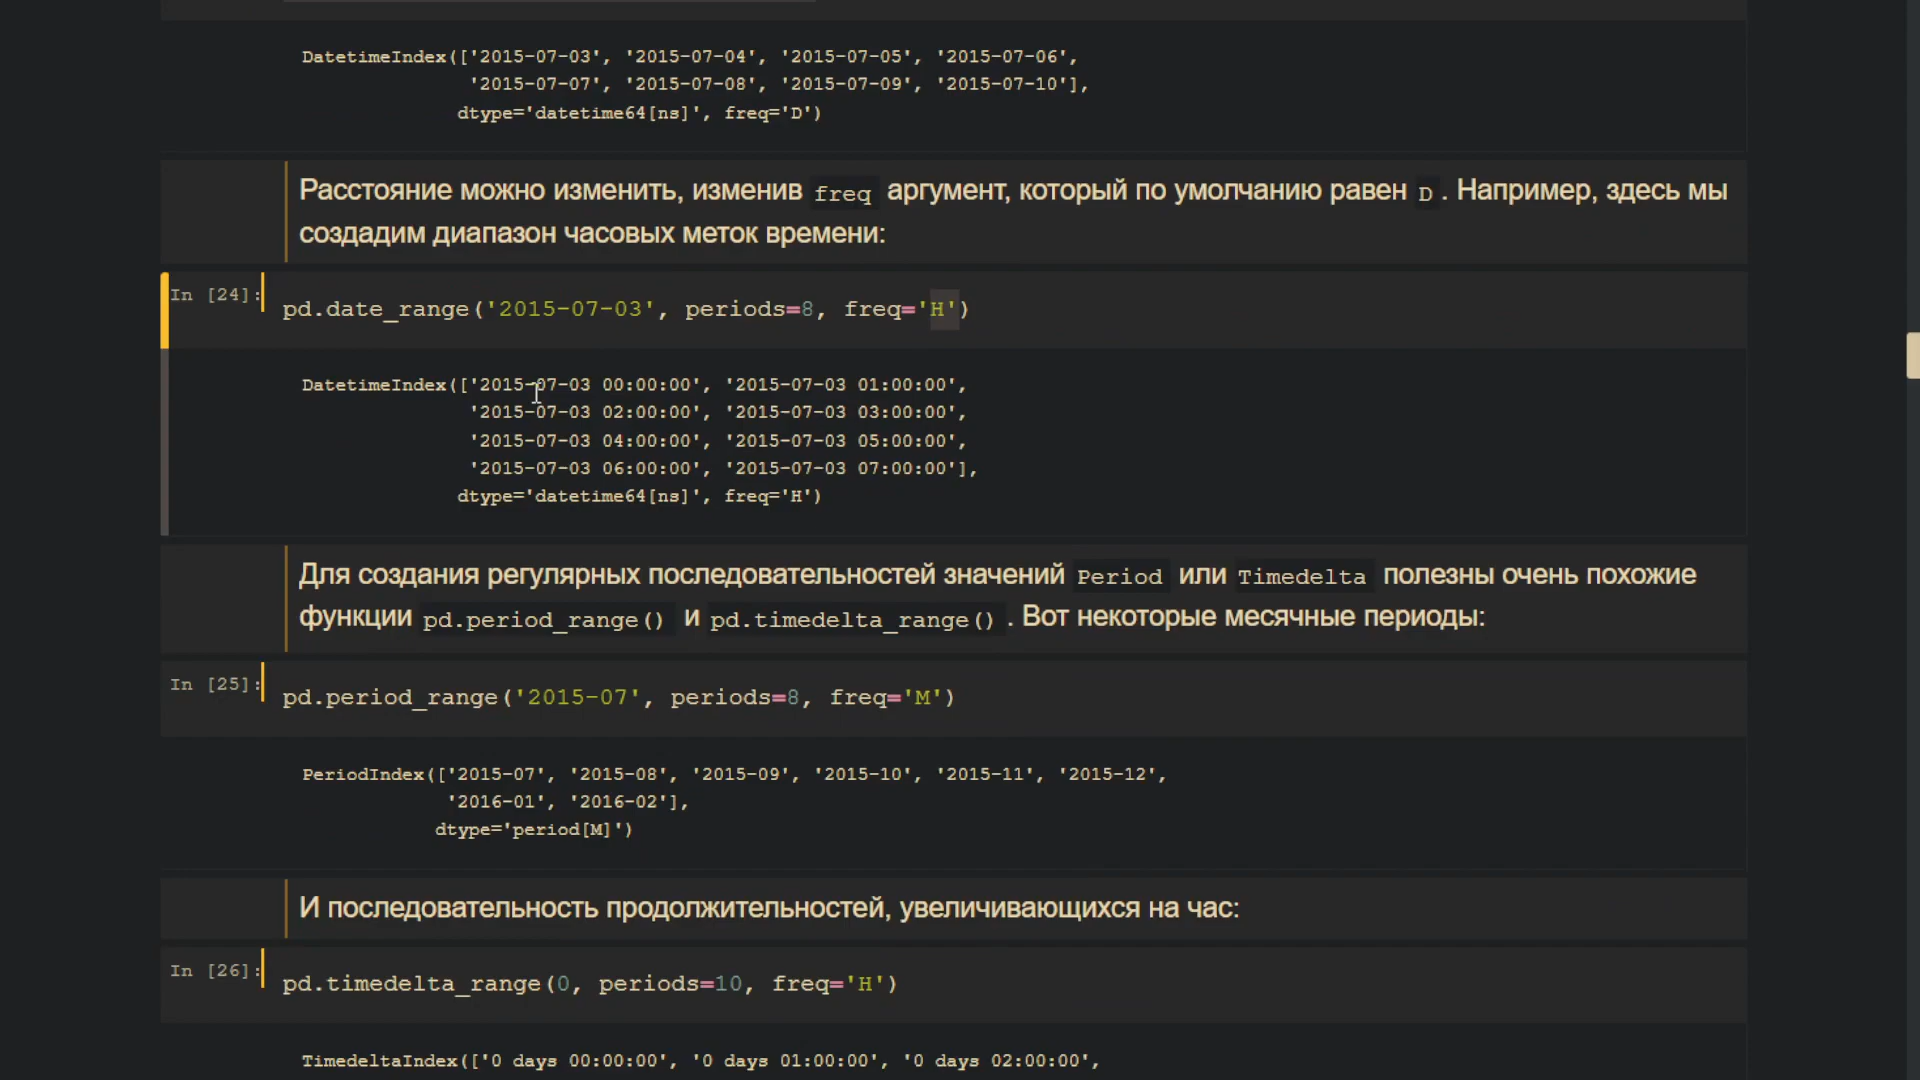 DatetimeIndex(['2015-07-03', '2015-07-04', '2015-07-05', '2015-07-06',
'2015-07-07', '2015-07-08', '2015-07-09', '2015-07-10'],
dtype='datetime64[ns]', freq='D')
Расстояние можно изменить, изменив freq аргумент, который по умолчанию равен D . Например, здесь мы
создадим диапазон часовых меток времени:
In [24]: pd.date_range('2015-07-03', periods=8, freq='H')
DatetimeIndex(['2015-07-03 00:00:00', '2015-07-03 01:00:00',
'2015-07-03 02:00:00', '2015-07-03 03:00:00',
'2015-07-03 04:00:00', '2015-07-03 05:00:00',
'2015-07-03 06:00:00', '2015-07-03 07:00:00'],
dtype='datetime64[ns]', freq='H')
Для создания регулярных последовательностей значений Period или Timedelta полезны очень похожие
функции pd.period_range() и pd.timedelta_range() . Вот некоторые месячные периоды:
In [25]: pd.period_range('2015-07', periods=8, freq='M')
PeriodIndex(['2015-07', '2015-08', '2015-09', '2015-10', '2015-11', '2015-12',
'2016-01', '2016-02'],
dtype='period[M]')
И последовательность продолжительностей, увеличивающихся на час:
In [26]: pd.timedelta_range(0, periods=10, freq='H')
TimedeltaIndex(['0 days 00:00:00', '0 days 01:00:00', '0 days 02:00:00',